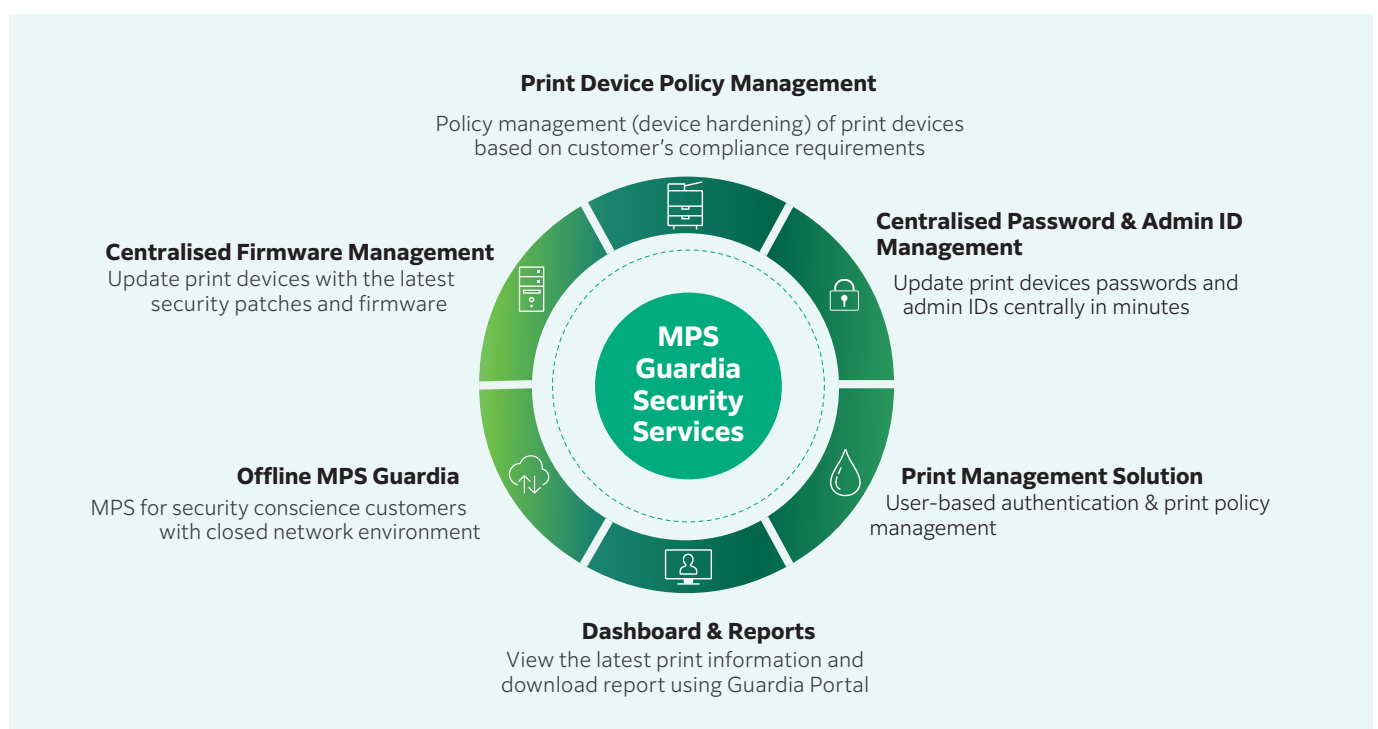 Print Device Policy Management
Policy management (device hardening) of print devices
based on customer's compliance requirements
Centralised Password & Admin ID
Management
Update print devices passwords and
admin IDs centrally in minutes
Centralised Firmware Management
Update print devices with the latest
security patches and firmware
MPS
Guardia
Security
Services
Offline MPS Guardia
MPS for security conscience customers
with closed network environment
Print Management Solution
User-based authentication & print policy
management
Dashboard & Reports
View the latest print information and
download report using Guardia Portal